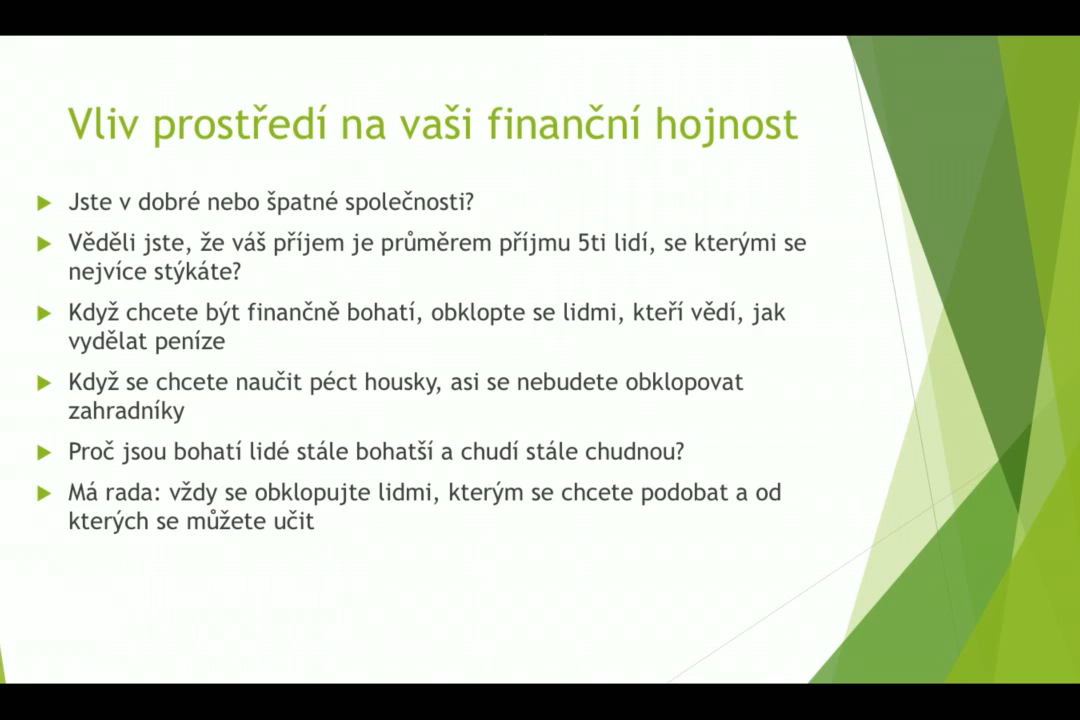 Vliv prostředí na vaši finanční hojnost
Jste v dobré nebo špatné společnosti?
Věděli jste, že váš příjem je průměrem příjmu 5ti lidí, se kterými se
nejvíce stýkáte?
Když chcete být finančně bohatí, obklopte se lidmi, kteří vědí, jak
vydělat peníze
Když se chcete naučit péct housky, asi se nebudete obklopovat
zahradníky
Proč jsou bohatí lidé stále bohatší a chudí stále chudnou?
Má rada: vždy se obklopujte lidmi, kterým se chcete podobat a od
kterých se můžete učit